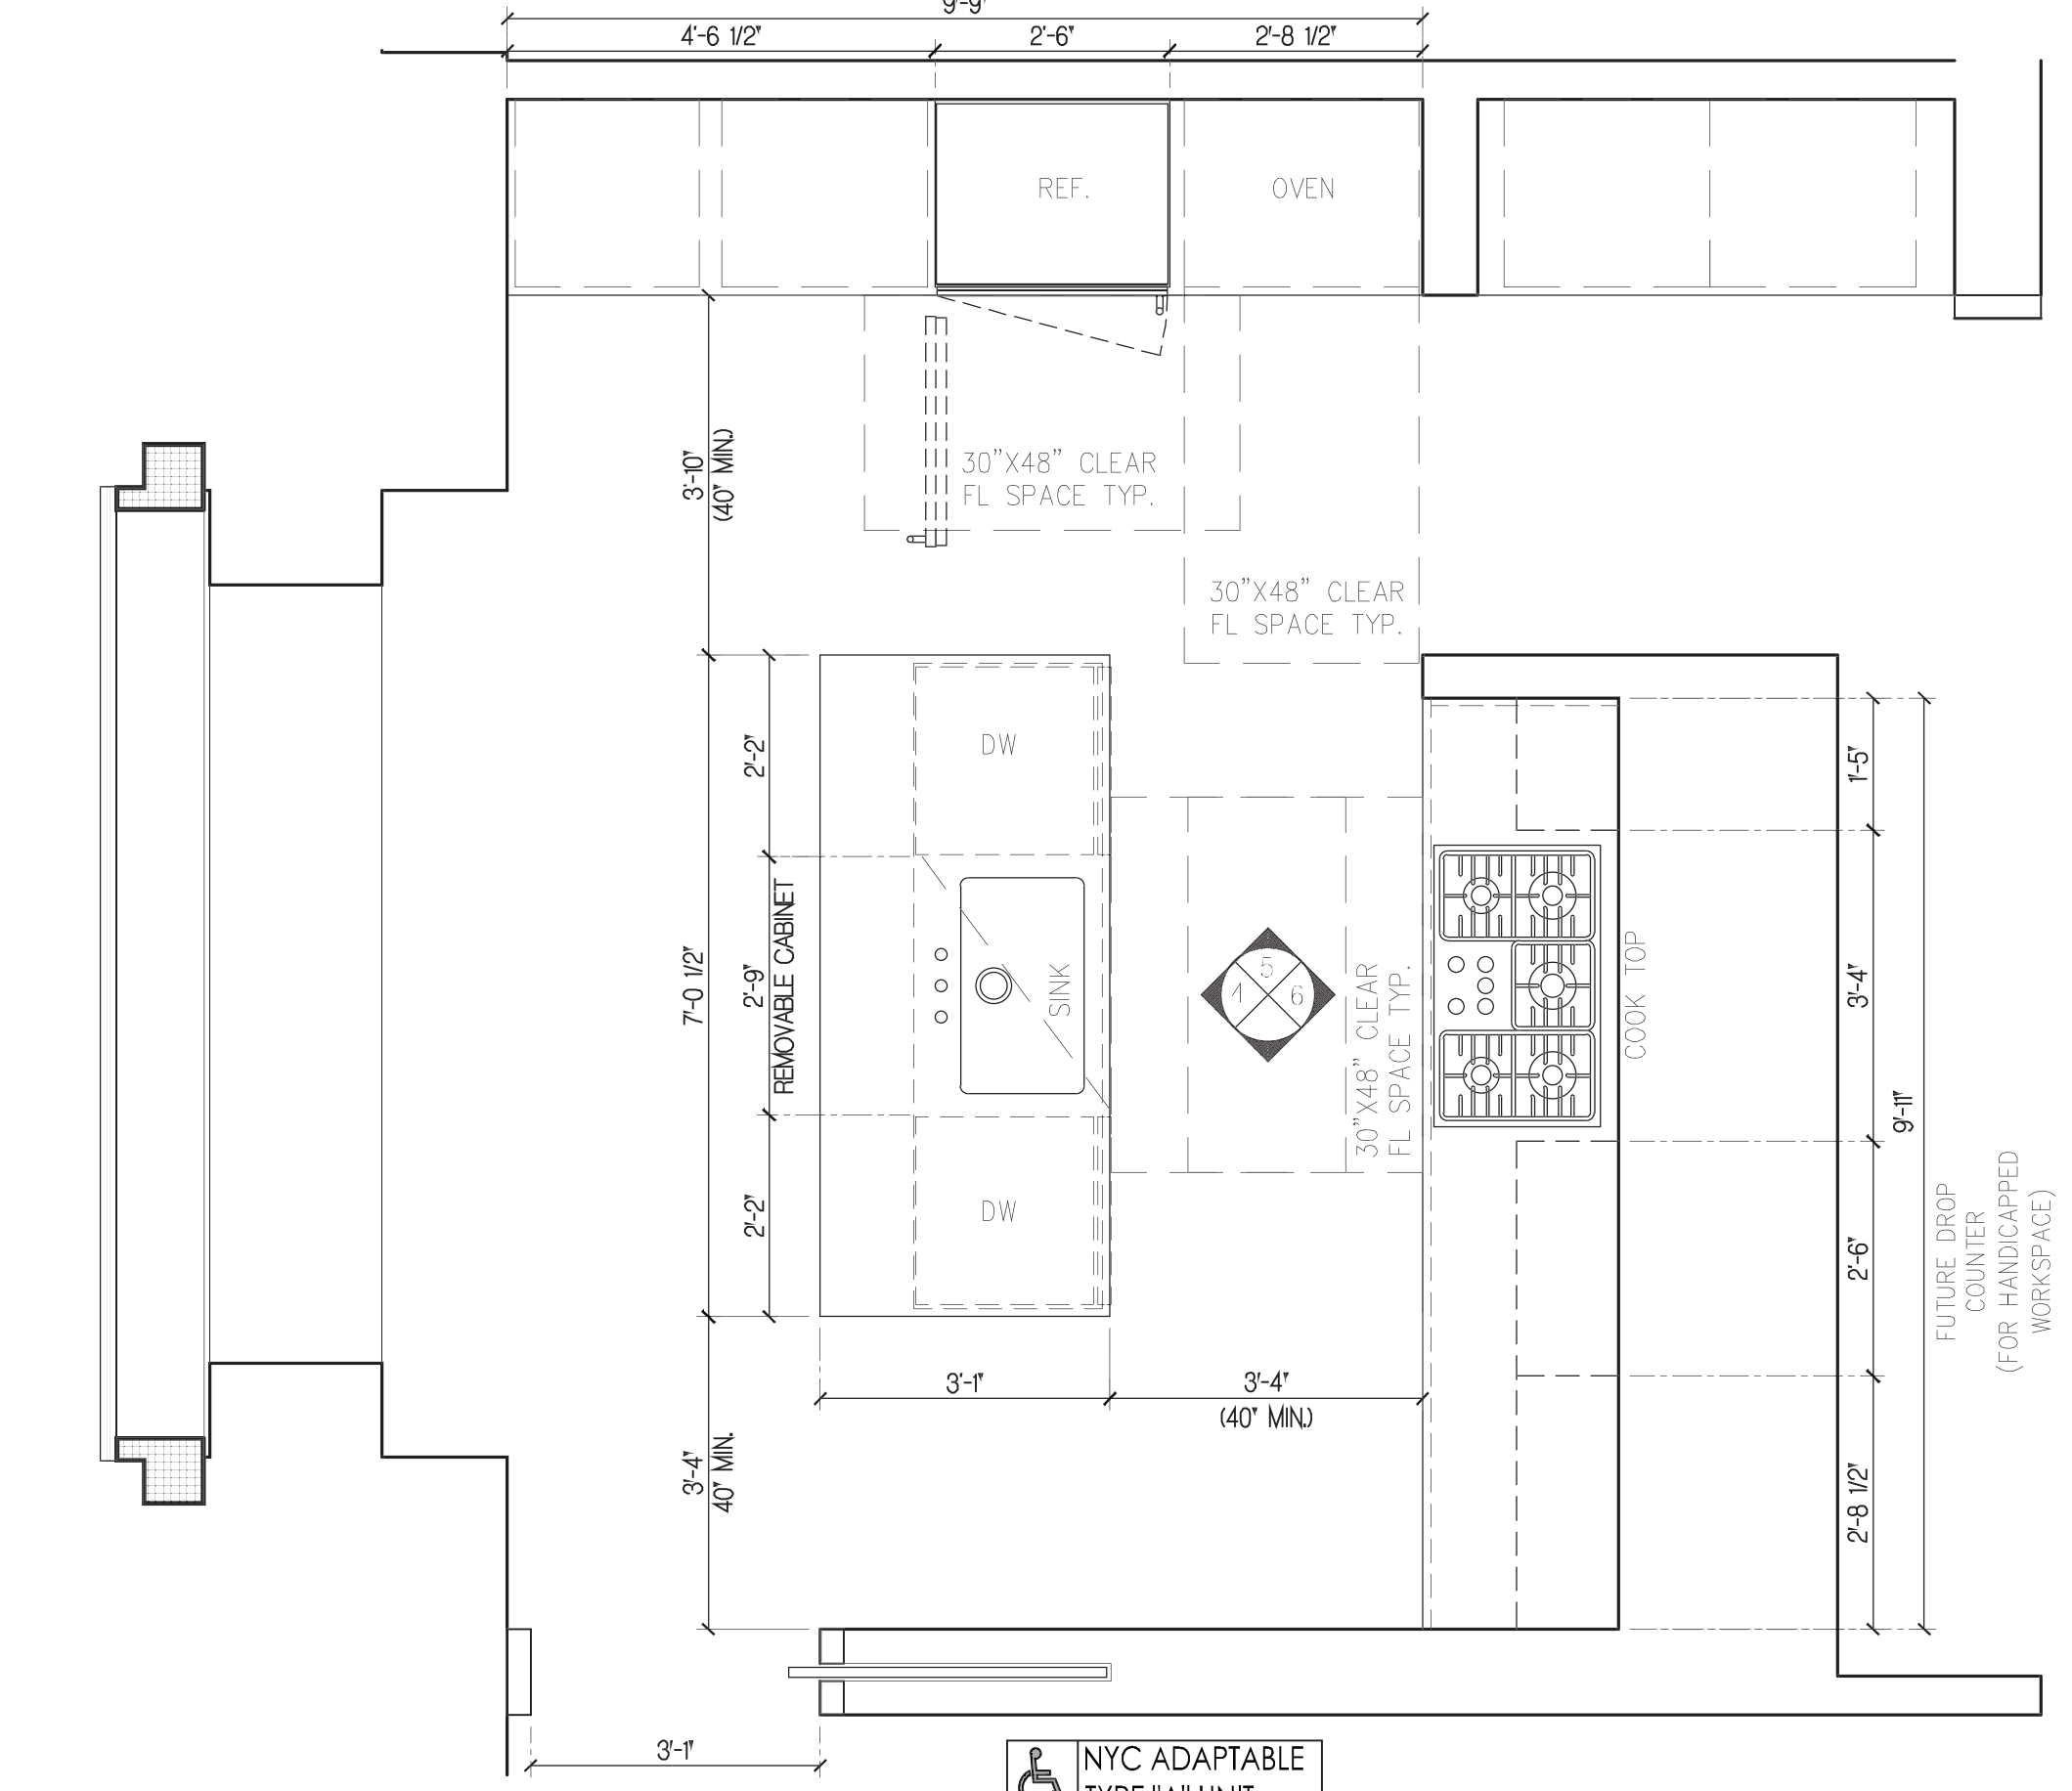 9'-9"
4'-6 1/2"
2'-6"
2'-8 1/2"
REF.
OVEN
3'-10"
(40" MIN.)
30"X48" CLEAR
FL SPACE TYP.
30"X48" CLEAR
FL SPACE TYP.
2'-2"
DW
1'-5"
7'-0 1/2"
2'-9"
REMOVABLE CABINET
SINK
4
5
6
30"X48" CLEAR
FL SPACE TYP.
COOK TOP
3'-4"
9'-11"
2'-2"
DW
2'-6"
FUTURE DROP
COUNTER
(FOR HANDICAPPED
WORKSPACE)
3'-1"
3'-4"
(40" MIN.)
3'-4"
40" MIN.
2'-8 1/2"
3'-1"
NYC ADAPTABLE
TYPE "A" UNIT